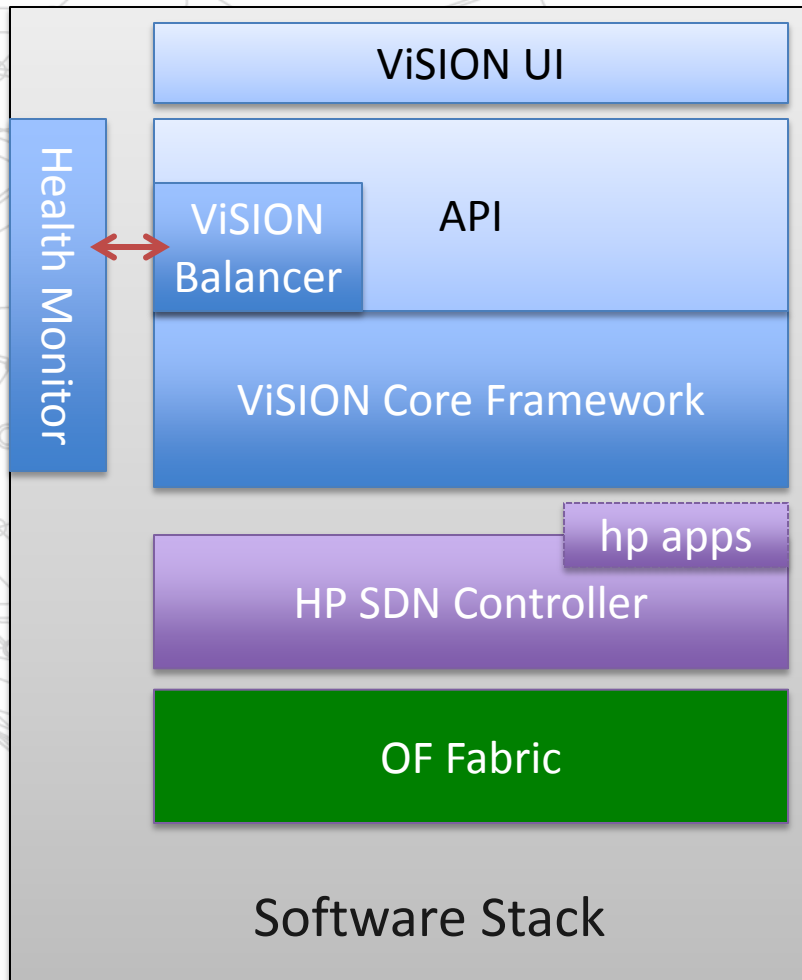 ViSION UI
Health Monitor
API
ViSION
Balancer
ViSION Core Framework
hp apps
HP SDN Controller
OF Fabric
Software Stack